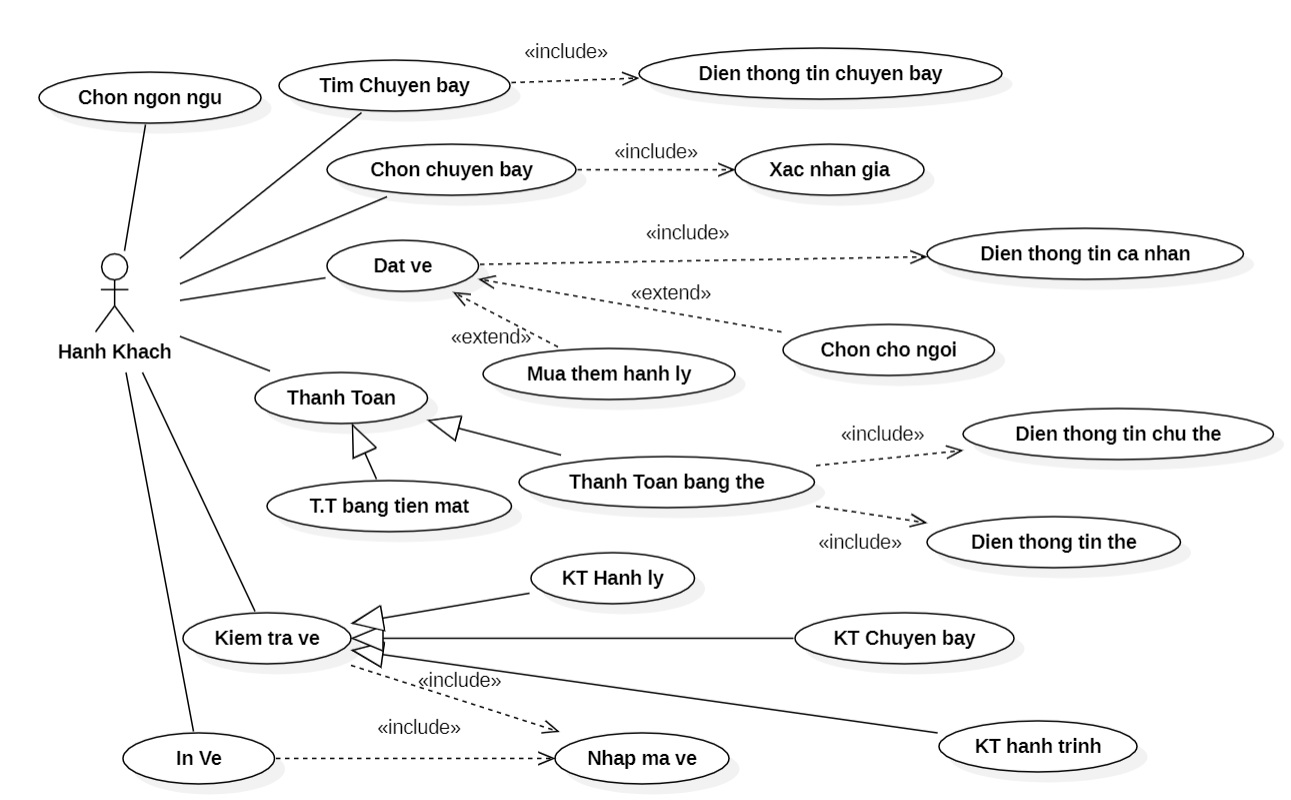 «include»
Tim Chuyen bay
Dien thong tin chuyen bay
Chon ngon ngu
«include»
Chon chuyen bay
Xac nhan gia
«include»
Dat ve
Dien thong tin ca nhan
«extend»
«extend»
Hanh Khach
Chon cho ngoi
Mua them hanh ly
Thanh Toan
«include»
Dien thong tin chu the
Thanh Toan bang the
T.T bang tien mat
«include»
Dien thong tin the
KT Hanh ly
Kiem tra ve
KT Chuyen bay
«include»
«include»
KT hanh trinh
In Ve
Nhap ma ve